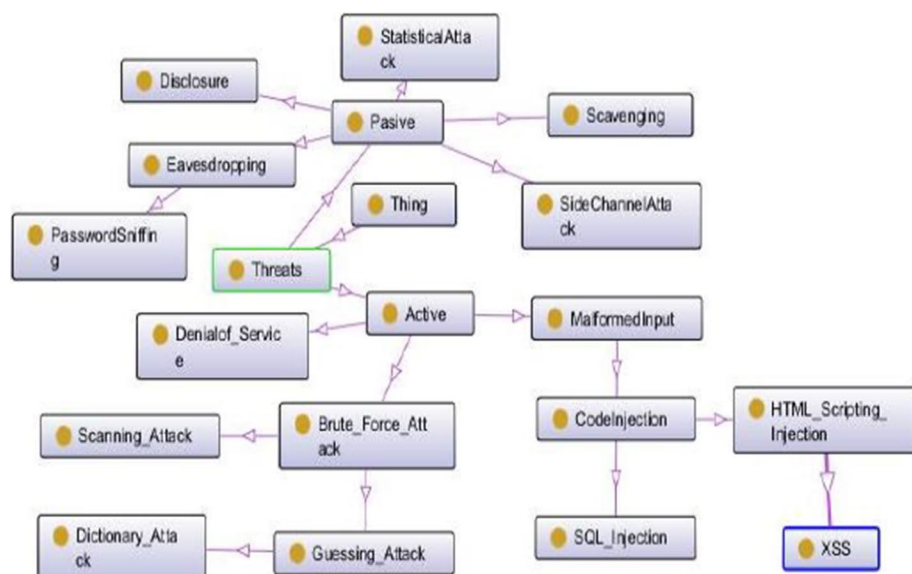 StatisticalAtta
ck
Disclosure
Pasive
Scavenging
Eavesdropping
Thing
SideChannelAtta
ck
PasswordSniffin
g
Threats
Active
MalformedInput
Denialof_Servic
e
HTML_Scripting_
Injection
CodeInjection
Scanning_Attack
Brute_Force_Att
ack
Dictionary_Atta
ck
Guessing_Attack
SQL_Injection
XSS